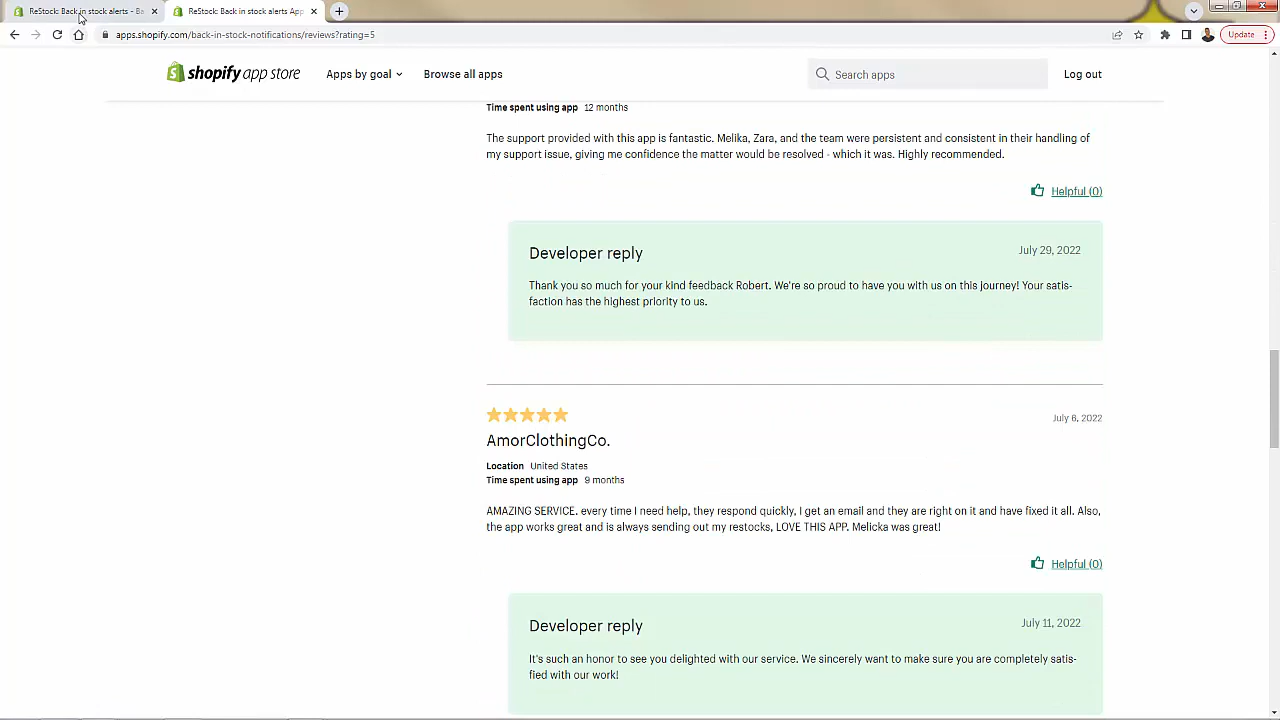 ReStock: Back in stock alerts - Ba
ReStock: Back in stock alerts App
apps.shopify.com/back-in-stock-notifications/reviews?rating=5
Update
shopify app store
Apps by goal
Browse all apps
Search apps
Log out
Time spent using app 12 months
The support provided with this app is fantastic. Melika, Zara, and the team were persistent and consistent in their handling of
my support issue, giving me confidence the matter would be resolved - which it was. Highly recommended.
Helpful (0)
Developer reply
July 29, 2022
Thank you so much for your kind feedback Robert. We're so proud to have you with us on this journey! Your satis-
faction has the highest priority to us.
July 6, 2022
AmorClothingCo.
Location United States
Time spent using app 9 months
AMAZING SERVICE. every time I need help, they respond quickly, I get an email and they are right on it and have fixed it all. Also,
the app works great and is always sending out my restocks, LOVE THIS APP. Melicka was great!
Helpful (0)
Developer reply
July 11, 2022
It's such an honor to see you delighted with our service. We sincerely want to make sure you are completely satis-
fied with our work!